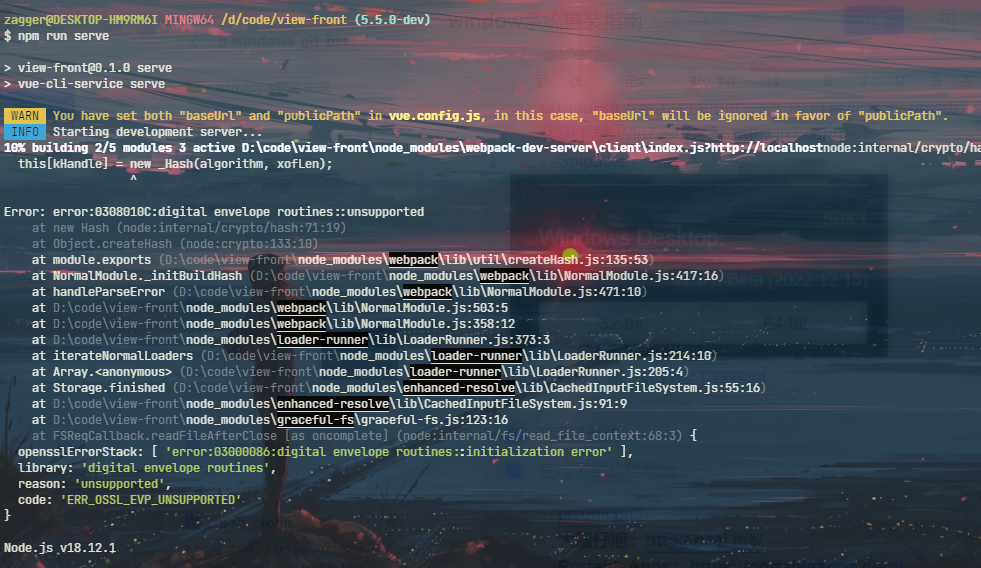 zagger@DESKTOP-HM9RM6I MINGW64 /d/code/view-front (5.5.0-dev)
$ npm run serve
> view-front@0.1.0 serve
> vue-cli-service serve
WARN You have set both "baseUrl" and "publicPath" in vue.config.js, in this case, "baseUrl" will be ignored in favor of "publicPath".
INFO Starting development server...
10% building 2/5 modules 3 active D:\code\view-front\node_modules\webpack-dev-server\client\index.js?http://localhostnode:internal/crypto/ha
this[kHandle] = new _Hash(algorithm, xofLen);
^
Error: error:0308010C:digital envelope routines::unsupported
at new Hash (node:internal/crypto/hash:71:19)
at Object.createHash (node:crypto:133:10)
at module.exports (D:\code\view-front\node_modules\webpack\lib\util\createHash.js:135:53)
at NormalModule._initBuildHash (D:\code\view-front\node_modules\webpack\lib\NormalModule.js:417:16)
at handleParseError (D:\code\view-front\node_modules\webpack\lib\NormalModule.js:471:10)
at D:\code\view-front\node_modules\webpack\lib\NormalModule.js:503:5
at D:\code\view-front\node_modules\webpack\lib\NormalModule.js:358:12
at D:\code\view-front\node_modules\loader-runner\lib\LoaderRunner.js:373:3
at iterateNormalLoaders (D:\code\view-front\node_modules\loader-runner\lib\LoaderRunner.js:214:10)
at Array.<anonymous> (D:\code\view-front\node_modules\loader-runner\lib\LoaderRunner.js:205:4)
at Storage.finished (D:\code\view-front\node_modules\enhanced-resolve\lib\CachedInputFileSystem.js:55:16)
at D:\code\view-front\node_modules\enhanced-resolve\lib\CachedInputFileSystem.js:91:9
at D:\code\view-front\node_modules\graceful-fs\graceful-fs.js:123:16
at FSReqCallback.readFileAfterClose [as oncomplete] (node:internal/fs/read_file_context:68:3) {
opensslErrorStack: [ 'error:03000086:digital envelope routines::initialization error' ],
library: 'digital envelope routines',
reason: 'unsupported',
code: 'ERR_OSSL_EVP_UNSUPPORTED'
}
Node.js v18.12.1
Windows Desktop:
32-bit
64-bit